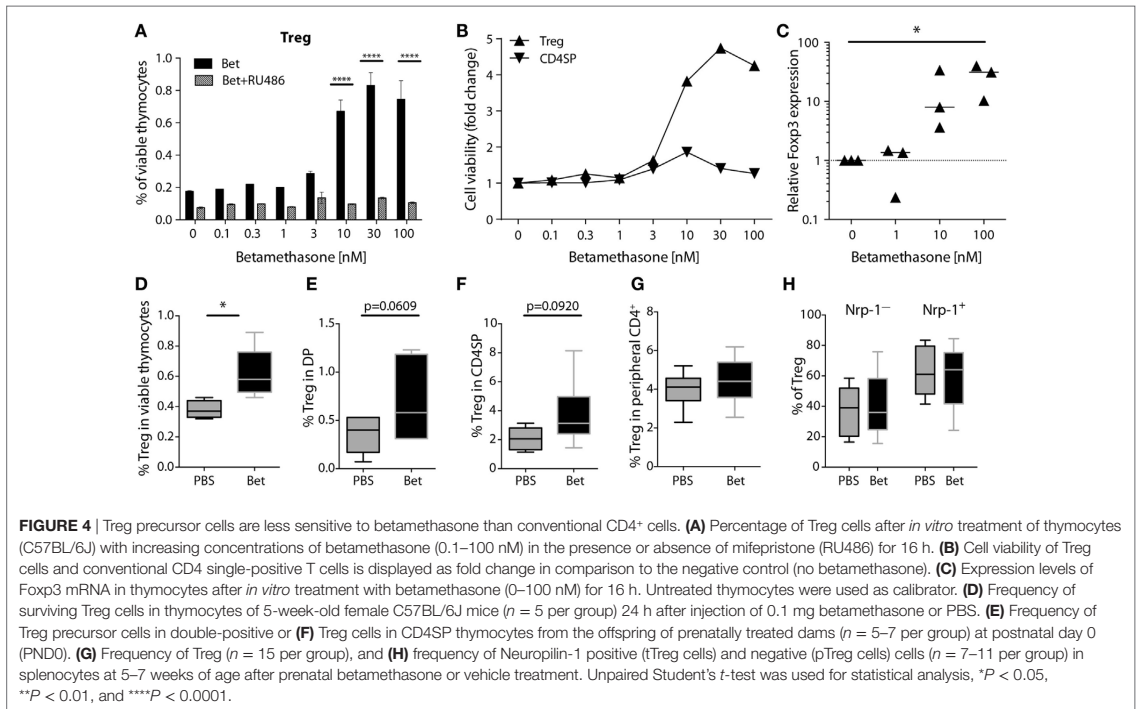 A
Treg
Bet
Bet+RU486
****
****
****
% of viable thymocytes
1.0
0.8
0.6
0.4
0.2
0.0
0 0.1 0.3 1 3 10 30 100
Betamethasone [nM]
B
Treg
CD4SP
Cell viability (fold change)
5
4
3
2
1
0
0 0.1 0.3 1 3 10 30 100
Betamethasone [nM]
C
*
Relative Foxp3 expression
100
10
1
0.1
0 1 10 100
Betamethasone [nM]
D
*
% Treg in viable thymocytes
1.0
0.8
0.6
0.4
0.2
0.0
PBS Bet
E
p=0.0609
% Treg in DP
1.5
1.0
0.5
0.0
PBS Bet
F
p=0.0920
% Treg in CD4SP
10
8
6
4
2
0
PBS Bet
G
% Treg in peripheral CD4⁺
8
6
4
2
0
PBS Bet
H
Nrp-1⁻ Nrp-1⁺
% of Treg
100
80
60
40
20
0
PBS Bet PBS Bet
FIGURE 4 | Treg precursor cells are less sensitive to betamethasone than conventional CD4⁺ cells. (A) Percentage of Treg cells after in vitro treatment of thymocytes
(C57BL/6J) with increasing concentrations of betamethasone (0.1–100 nM) in the presence or absence of mifepristone (RU486) for 16 h. (B) Cell viability of Treg
cells and conventional CD4 single-positive T cells is displayed as fold change in comparison to the negative control (no betamethasone). (C) Expression levels of
Foxp3 mRNA in thymocytes after in vitro treatment with betamethasone (0–100 nM) for 16 h. Untreated thymocytes were used as calibrator. (D) Frequency of
surviving Treg cells in thymocytes of 5-week-old female C57BL/6J mice (n = 5 per group) 24 h after injection of 0.1 mg betamethasone or PBS. (E) Frequency of
Treg precursor cells in double-positive or (F) Treg cells in CD4SP thymocytes from the offspring of prenatally treated dams (n = 5–7 per group) at postnatal day 0
(PND0). (G) Frequency of Treg (n = 15 per group), and (H) frequency of Neuropilin-1 positive (tTreg cells) and negative (pTreg cells) cells (n = 7–11 per group) in
splenocytes at 5–7 weeks of age after prenatal betamethasone or vehicle treatment. Unpaired Student's t-test was used for statistical analysis, *P < 0.05,
**P < 0.01, and ****P < 0.0001.